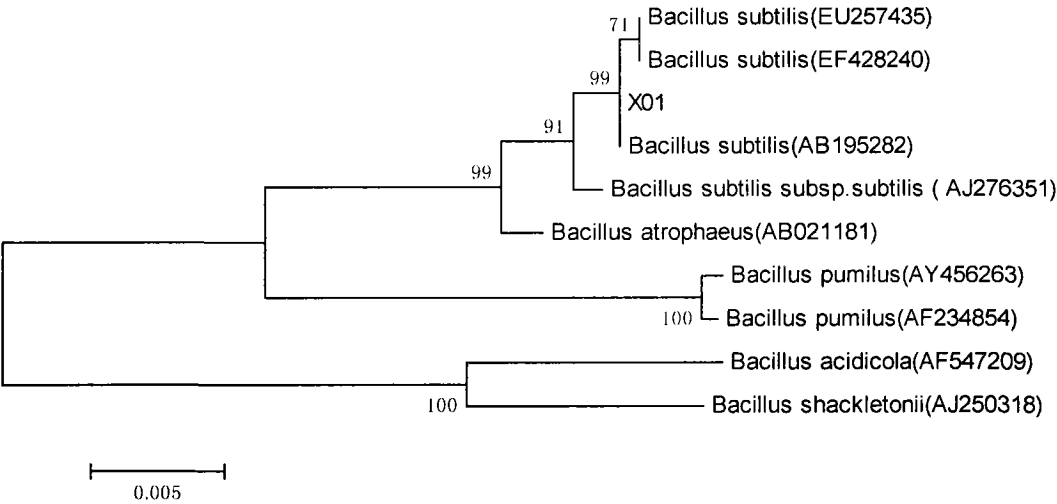 71
Bacillus subtilis(EU257435)
Bacillus subtilis(EF428240)
99
X01
91
Bacillus subtilis(AB195282)
99
Bacillus subtilis subsp.subtilis ( AJ276351)
Bacillus atrophaeus(AB021181)
Bacillus pumilus(AY456263)
100
Bacillus pumilus(AF234854)
Bacillus acidicola(AF547209)
100
Bacillus shackletonii(AJ250318)
0.005